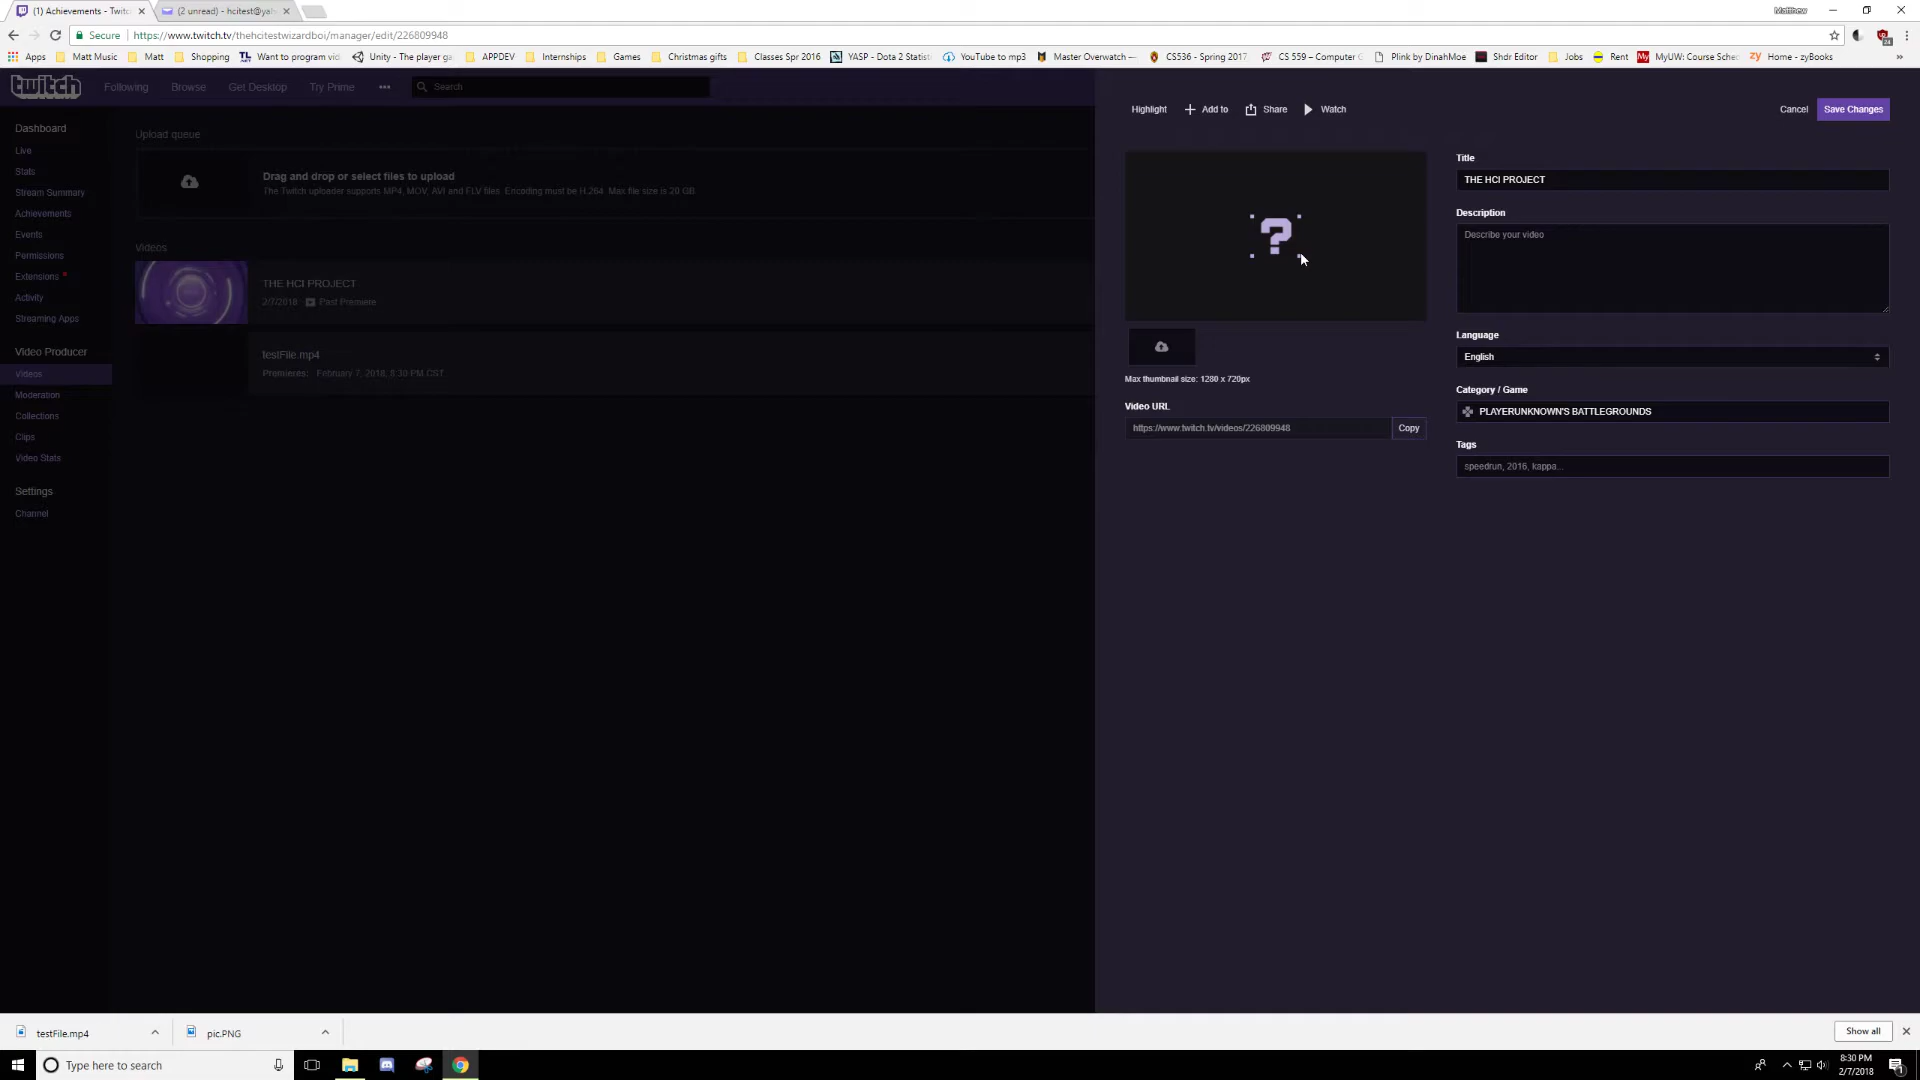 (1) Achievements - Twitc
(2 unread) - hcitest@yah
Matthew
Secure
https://www.twitch.tv/thehcitestwizardboi/manager/edit/226809948
Apps
Matt Music
Matt
Shopping
Want to program vid
Unity - The player ga
APPDEV
Internships
Games
Christmas gifts
Classes Spr 2016
YASP - Dota 2 Statist
YouTube to mp3
Master Overwatch —
CS536 - Spring 2017
CS 559 – Computer G
Plink by DinahMoe
Shdr Editor
Jobs
Rent
MyUW: Course Sche
Home - zyBooks
twitch
Following
Browse
Get Desktop
Try Prime
Search
Dashboard
Live
Stats
Stream Summary
Achievements
Events
Permissions
Extensions
Activity
Streaming Apps
Video Producer
Videos
Moderation
Collections
Clips
Video Stats
Settings
Channel
Upload queue
Drag and drop or select files to upload
The Twitch uploader supports MP4, MOV, AVI and FLV files. Encoding must be H.264. Max file size is 20 GB.
Videos
THE HCI PROJECT
2/7/2018
Past Premiere
testFile.mp4
Premieres: February 7, 2018, 8:30 PM CST
Highlight
Add to
Share
Watch
Cancel
Save Changes
?
Max thumbnail size: 1280 x 720px
Video URL
https://www.twitch.tv/videos/226809948
Copy
Title
THE HCI PROJECT
Description
Describe your video
Language
English
Category / Game
PLAYERUNKNOWN'S BATTLEGROUNDS
Tags
speedrun, 2016, kappa...
testFile.mp4
pic.PNG
Show all
Type here to search
8:30 PM
2/7/2018